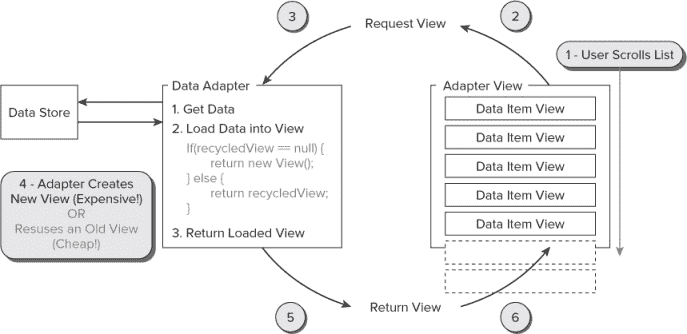 3
Request View
2
1 - User Scrolls List
Data Adapter
Adapter View
Data Store
1. Get Data
2. Load Data into View
If(recycledView == null) {
return new View();
} else {
return recycledView;
}
3. Return Loaded View
Data Item View
Data Item View
Data Item View
Data Item View
Data Item View
4 - Adapter Creates
New View (Expensive!)
OR
Resuses an Old View
(Cheap!)
5
Return View
6